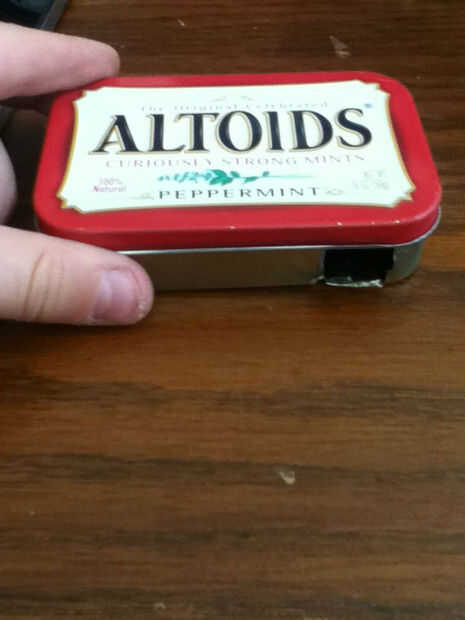 The Original Celebrated
ALTOIDS
CURIOUSLY STRONG MINTS
100%
Natural
PEPPERMINT